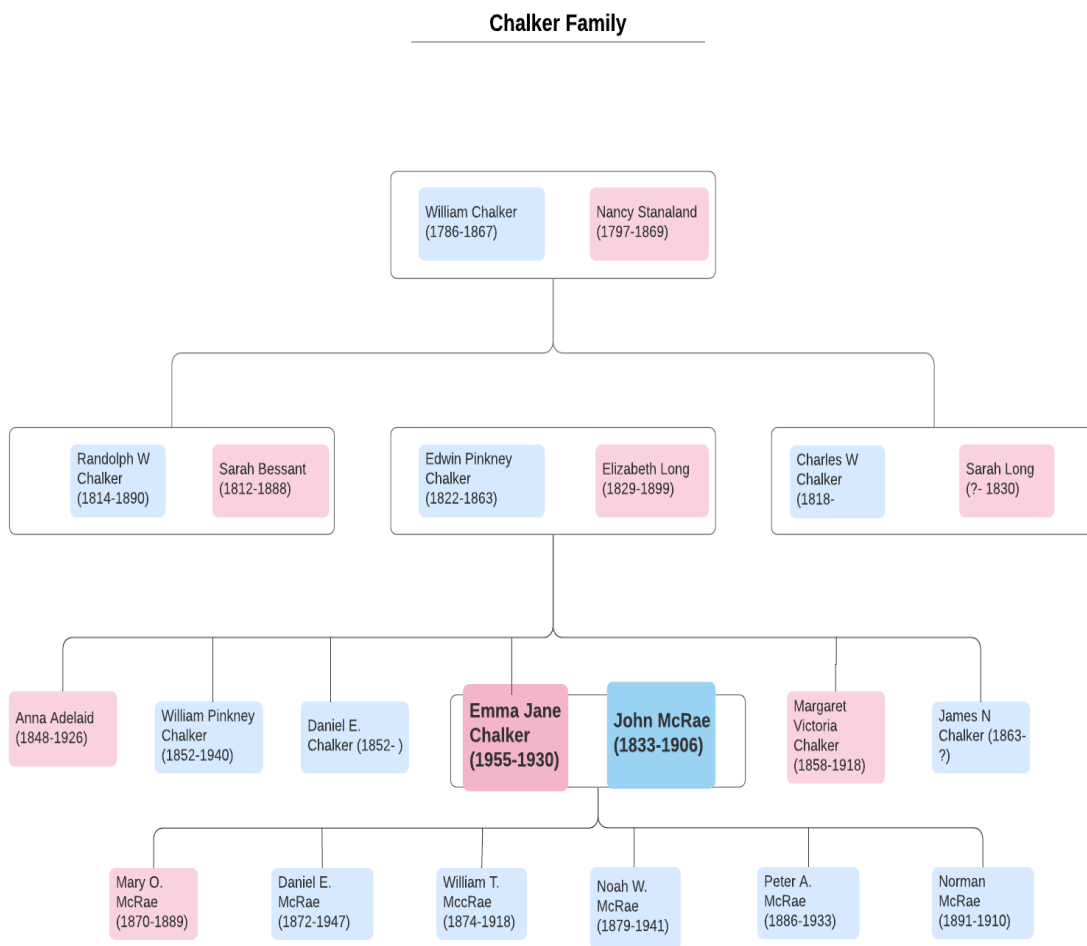 Chalker Family
William Chalker
(1786-1867)
Nancy Stanaland
(1797-1869)
Randolph W
Chalker
(1814-1890)
Sarah Bessant
(1812-1888)
Edwin Pinkney
Chalker
(1822-1863)
Elizabeth Long
(1829-1899)
Charles W
Chalker
(1818-
Sarah Long
(?- 1830)
Anna Adelaid
(1848-1926)
William Pinkney
Chalker
(1852-1940)
Daniel E.
Chalker (1852- )
Emma Jane
Chalker
(1955-1930)
John McRae
(1833-1906)
Margaret
Victoria
Chalker
(1858-1918)
James N
Chalker (1863-
?)
Mary O.
McRae
(1870-1889)
Daniel E.
McRae
(1872-1947)
William T.
MccRae
(1874-1918)
Noah W.
McRae
(1879-1941)
Peter A.
McRae
(1886-1933)
Norman
McRae
(1891-1910)